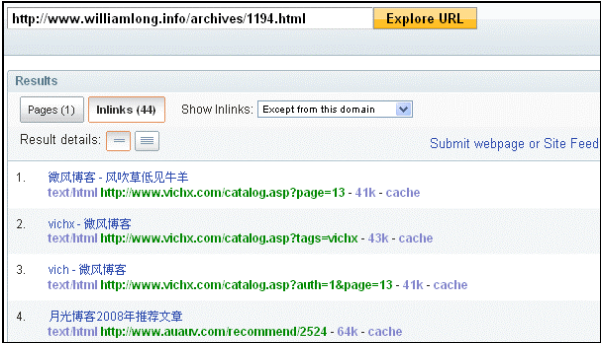 http://www.williamlong.info/archives/1194.html Explore URL
Results
Pages (1) Inlinks (44) Show Inlinks: Except from this domain
Result details: Submit webpage or Site Feed
1. 微风博客 - 风吹草低见牛羊
text/html http://www.vichx.com/catalog.asp?page=13 - 41k - cache
2. vichx - 微风博客
text/html http://www.vichx.com/catalog.asp?tags=vichx - 43k - cache
3. vich - 微风博客
text/html http://www.vichx.com/catalog.asp?auth=1&page=13 - 41k - cache
4. 月光博客2008年推荐文章
text/html http://www.auauv.com/recommend/2524 - 64k - cache